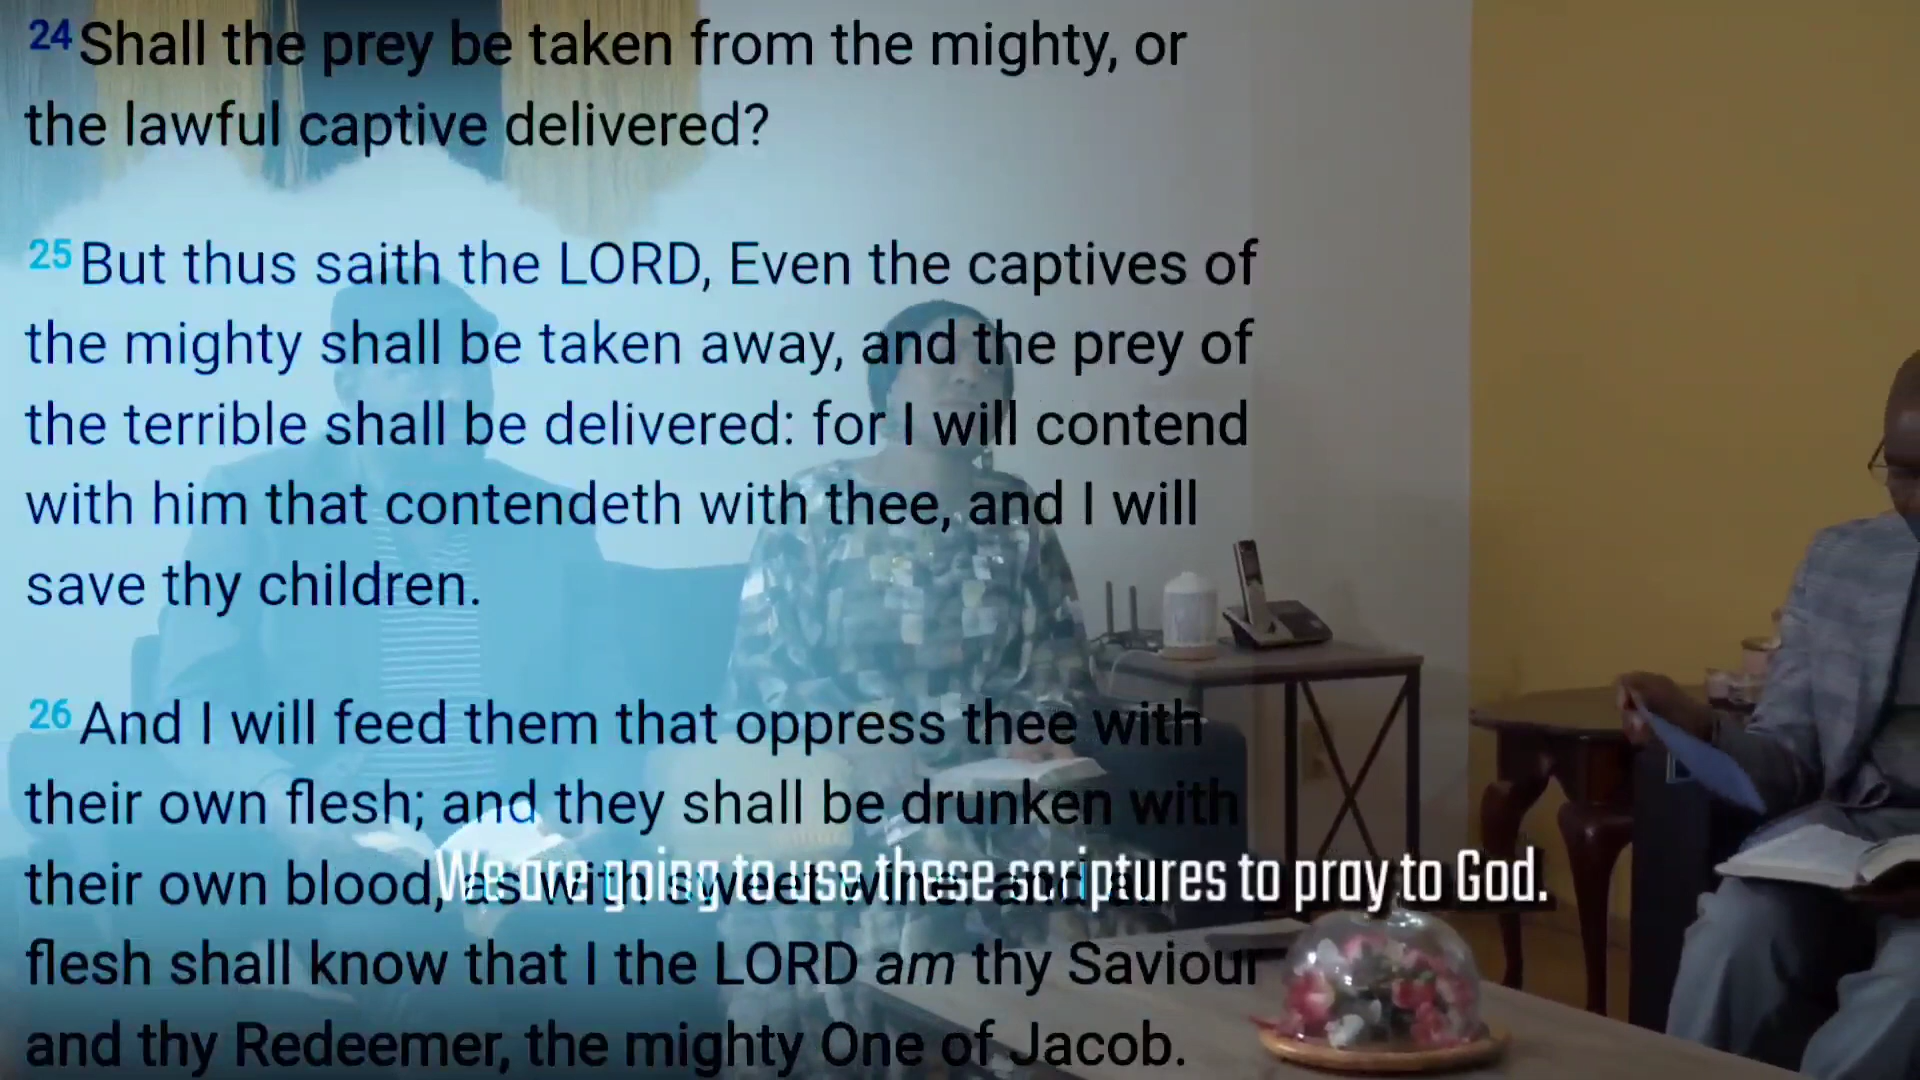 24 Shall the prey be taken from the mighty, or
the lawful captive delivered?
25 But thus saith the LORD, Even the captives of
the mighty shall be taken away, and the prey of
the terrible shall be delivered: for I will contend
with him that contendeth with thee, and I will
save thy children.
26 And I will feed them that oppress thee with
their own flesh; and they shall be drunken with
their own blood, as with sweet wine: and
We are going to use these scriptures to pray to God.
flesh shall know that I the LORD am thy Saviour
and thy Redeemer, the mighty One of Jacob.